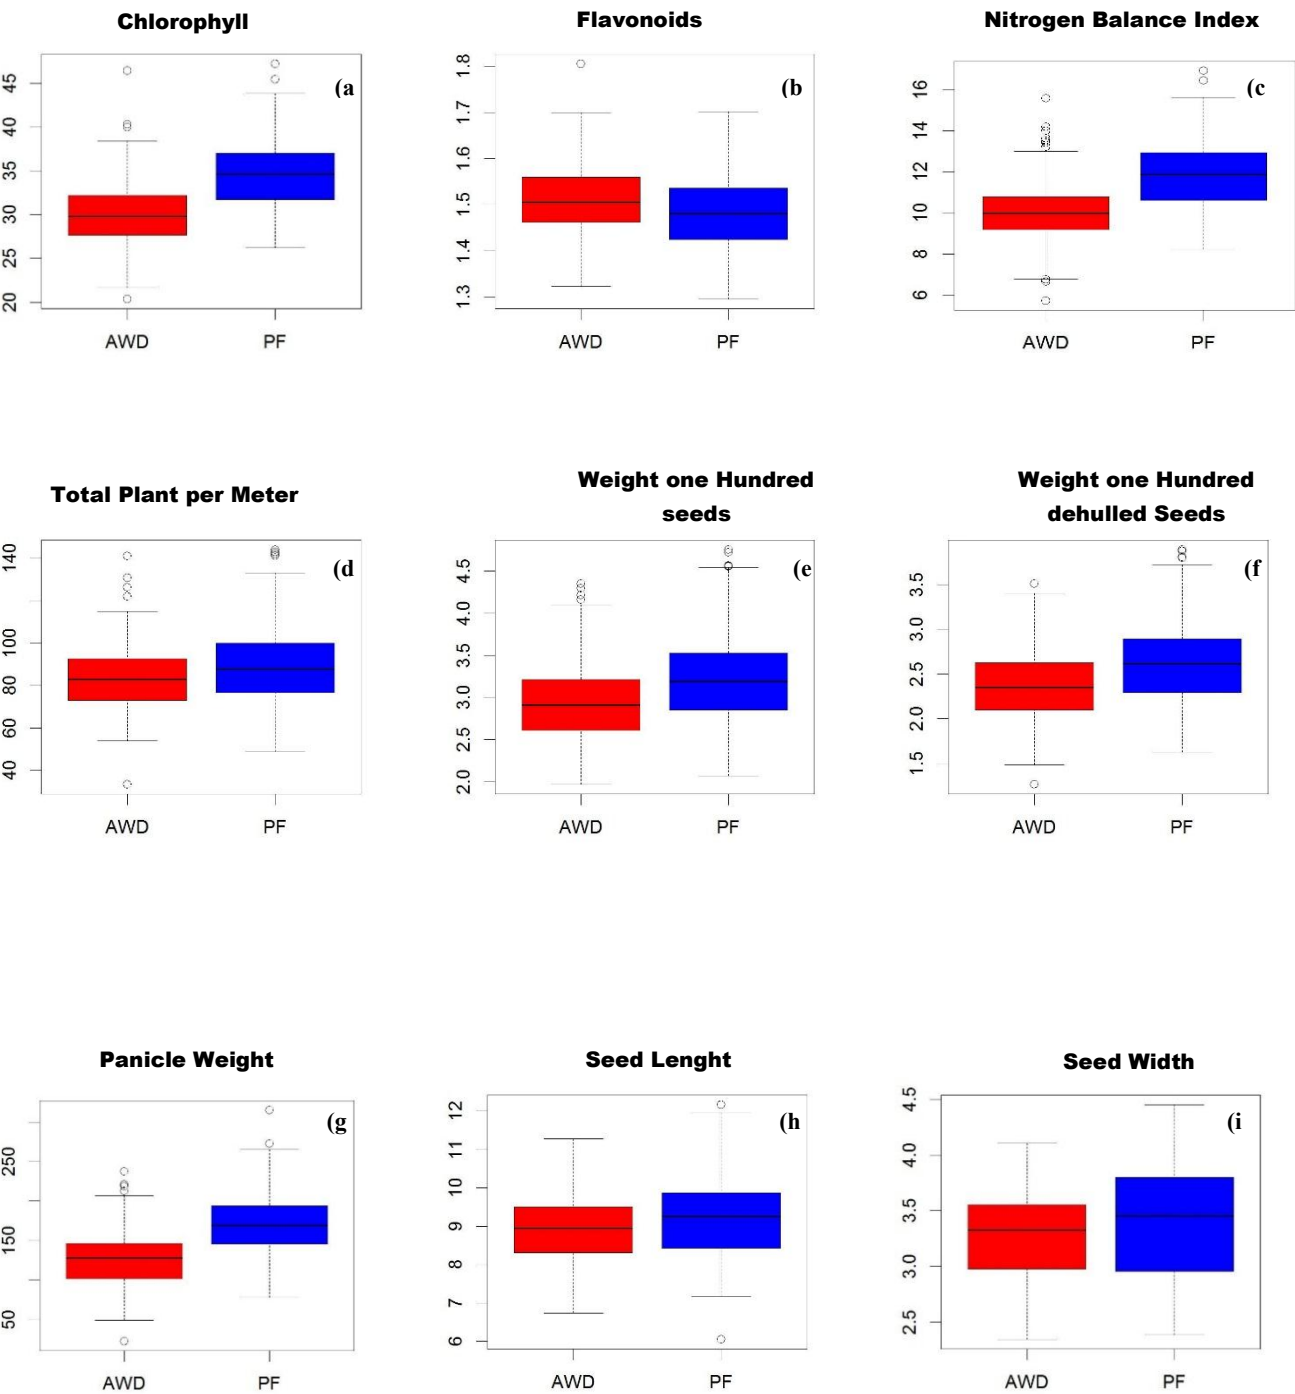 Chlorophyll
Flavonoids
Nitrogen Balance Index
(a
45
40
35
30
25
20
AWD PF
(b
1.8
1.7
1.6
1.5
1.4
1.3
AWD PF
(c
16
14
12
10
8
6
AWD PF
Total Plant per Meter
Weight one Hundred
seeds
Weight one Hundred
dehulled Seeds
(d
140
100
80
60
40
AWD PF
(e
4.5
4.0
3.5
3.0
2.5
2.0
AWD PF
(f
3.5
3.0
2.5
2.0
1.5
AWD PF
Panicle Weight
Seed Lenght
Seed Width
(g
250
150
50
AWD PF
(h
12
11
10
9
8
7
6
AWD PF
(i
4.5
4.0
3.5
3.0
2.5
AWD PF